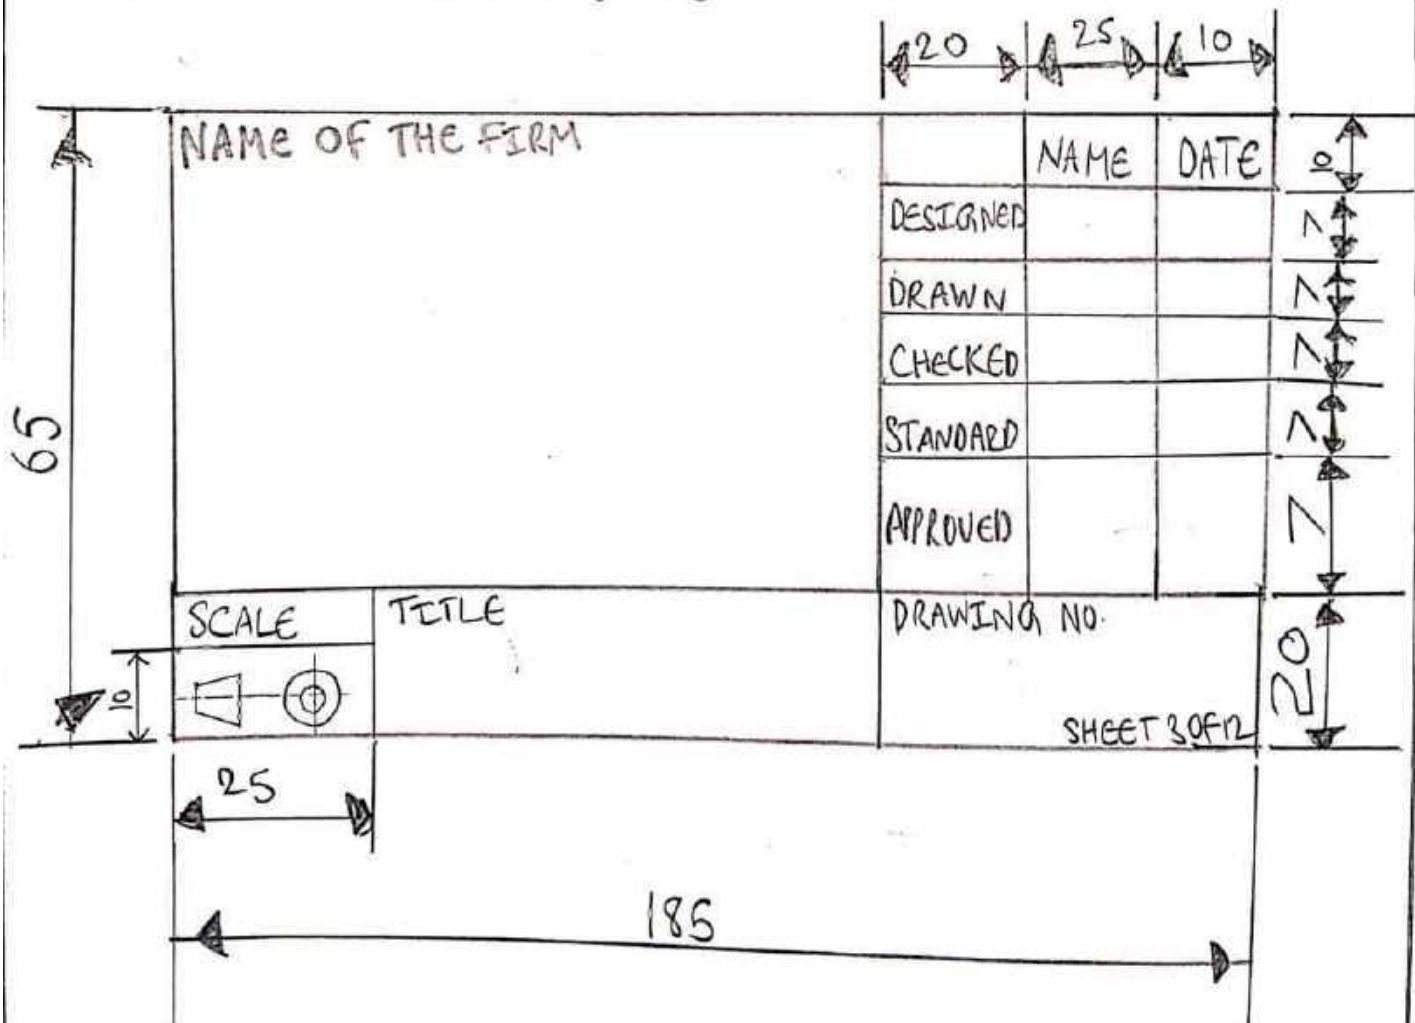 20 25 10
NAME OF THE FIRM
NAME DATE
10
DESIGNED 7
DRAWN 7
CHECKED 7
65
STANDARD 7
APPROVED 7
SCALE TITLE DRAWING NO.
20
10
SHEET 3 OF 12
25
185